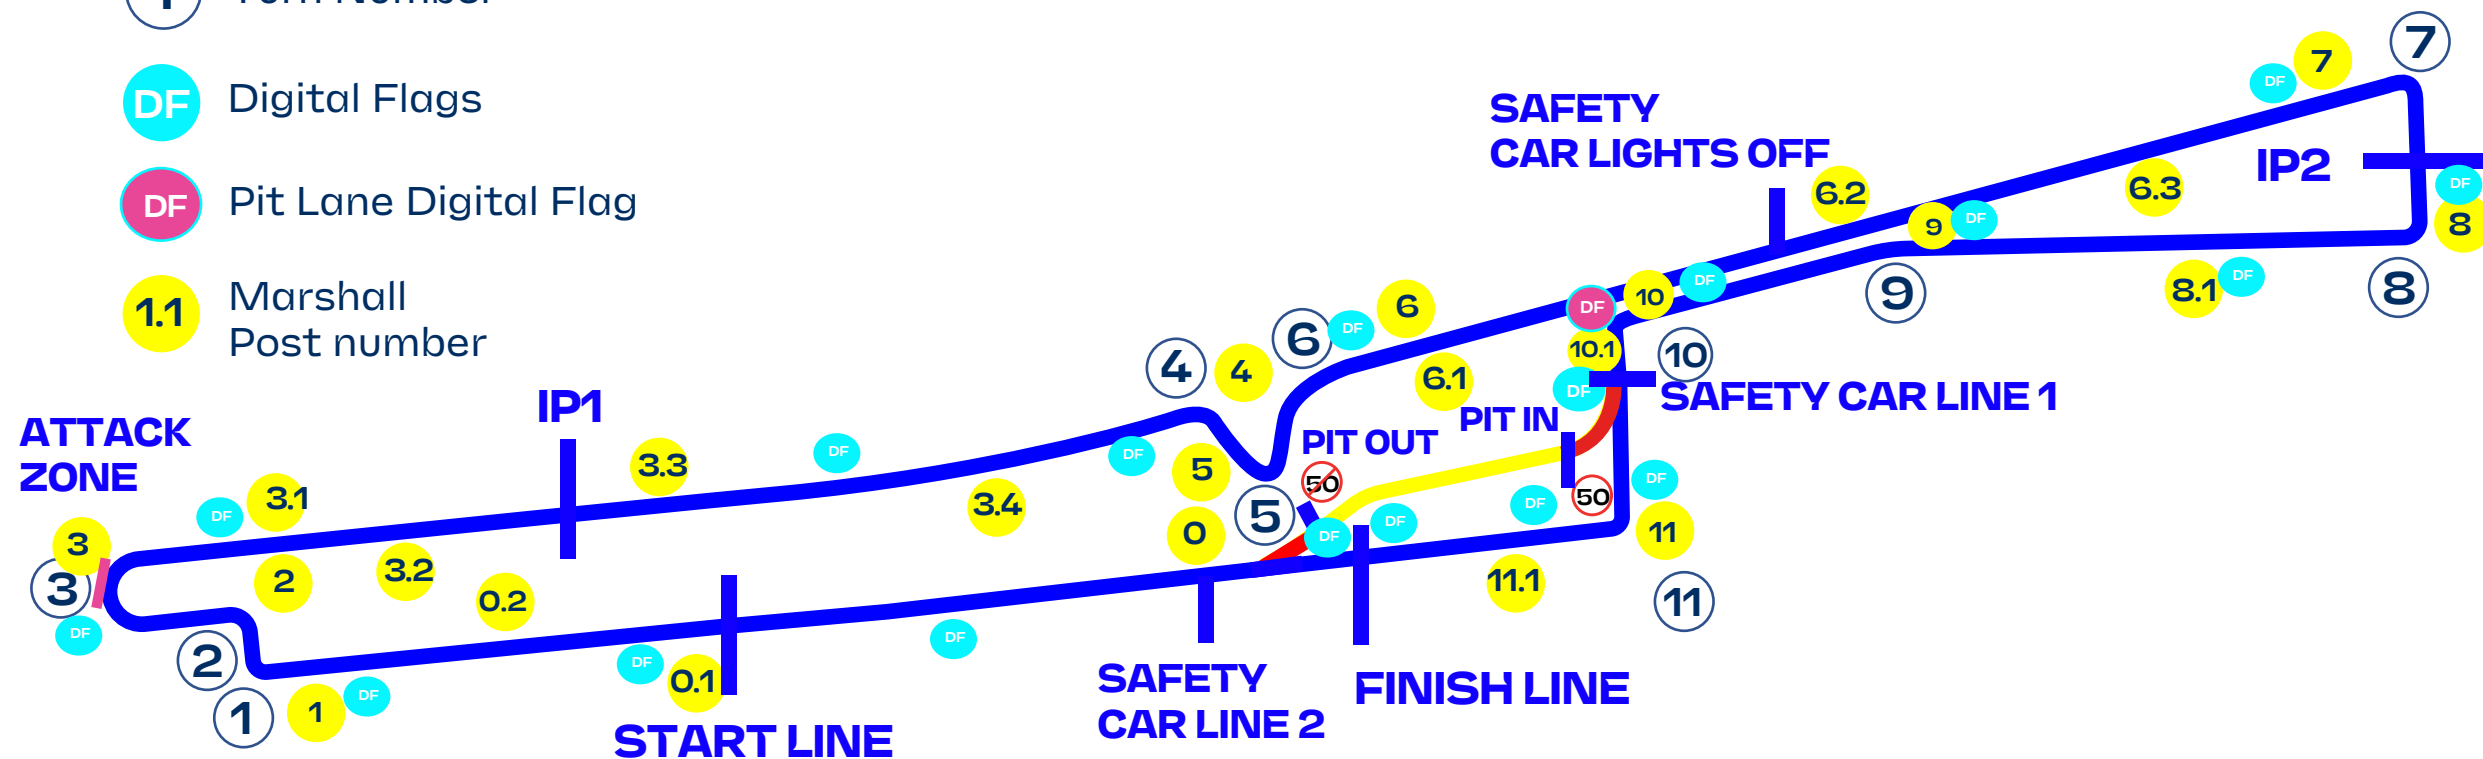 Digital Flags
DF
Pit Lane Digital Flag
DF
Marshall
Post number
1.1
ATTACK
ZONE
IP1
SAFETY
CAR LIGHTS OFF
IP2
7
7
DF
6.3
6.2
9
DF
DF
8
8
8.1
DF
9
DF
10
DF
10.1
10
DF
SAFETY CAR LINE 1
6
DF
6
4
4
6.1
PIT IN
PIT OUT
50
50
DF
DF
11
11
11.1
DF
DF
5
5
0
DF
3.4
DF
3.3
3.1
DF
3
3
DF
2
3.2
0.2
2
1
1
DF
DF
0.1
DF
START LINE
SAFETY
CAR LINE 2
FINISH LINE